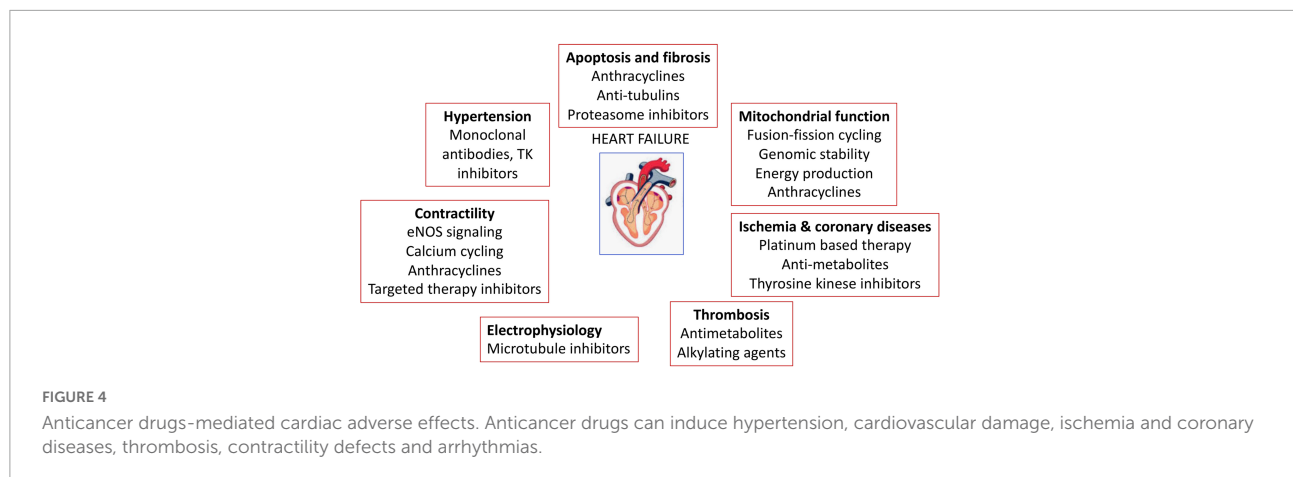 Apoptosis and fibrosis
Anthracyclines
Anti-tubulins
Proteasome inhibitors
HEART FAILURE
Hypertension
Monoclonal
antibodies, TK
inhibitors
Mitochondrial function
Fusion-fission cycling
Genomic stability
Energy production
Anthracyclines
Contractility
eNOS signaling
Calcium cycling
Anthracyclines
Targeted therapy inhibitors
Ischemia & coronary diseases
Platinum based therapy
Anti-metabolites
Thyrosine kinese inhibitors
Electrophysiology
Microtubule inhibitors
Thrombosis
Antimetabolites
Alkylating agents
FIGURE 4
Anticancer drugs-mediated cardiac adverse effects. Anticancer drugs can induce hypertension, cardiovascular damage, ischemia and coronary
diseases, thrombosis, contractility defects and arrhythmias.